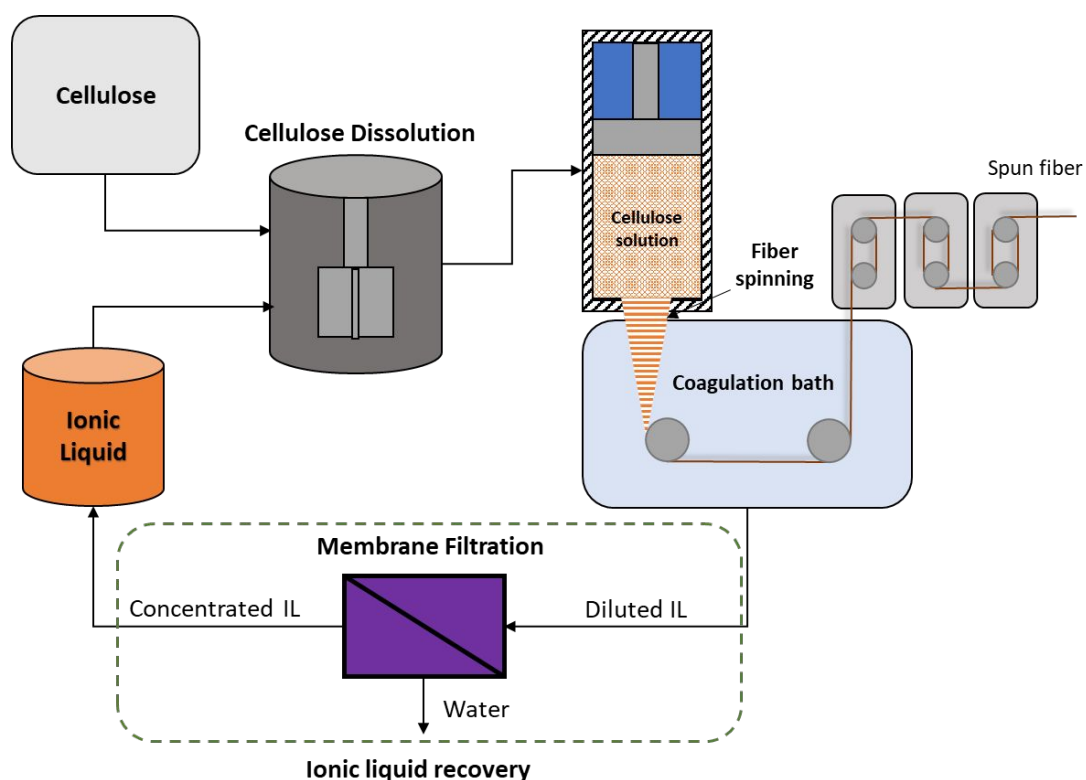 Cellulose
Cellulose Dissolution
Cellulose
solution
Spun fiber
Fiber
spinning
Coagulation bath
Ionic
Liquid
Membrane Filtration
Concentrated IL
Diluted IL
Water
Ionic liquid recovery